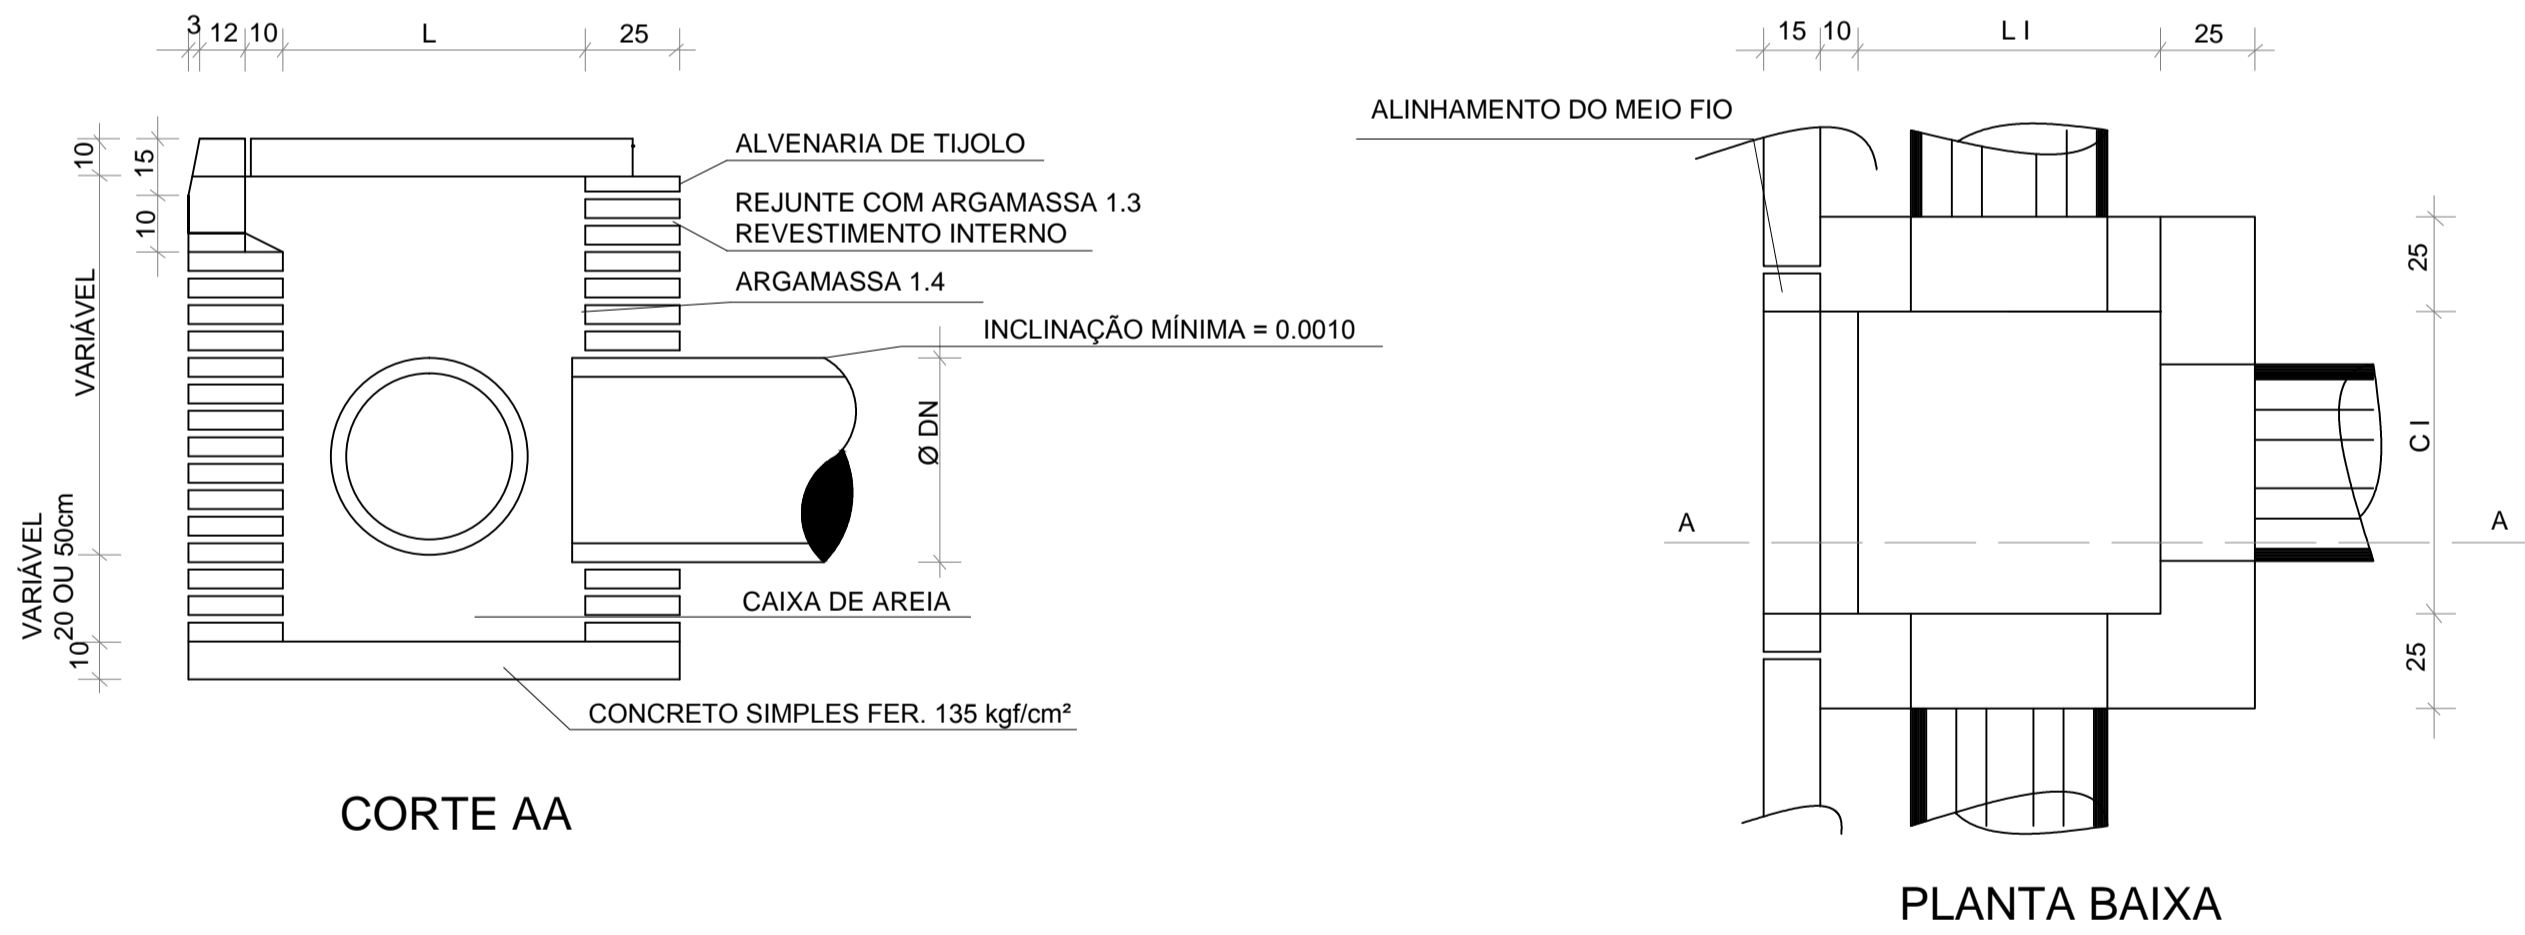 3
12
10
L
25
10
15
10
VARIÁVEL
VARIÁVEL
20 OU 50cm
10
ALVENARIA DE TIJOLO
REJUNTE COM ARGAMASSA 1.3
REVESTIMENTO INTERNO
ARGAMASSA 1.4
INCLINAÇÃO MÍNIMA = 0.0010
Ø DN
CAIXA DE AREIA
CONCRETO SIMPLES FER. 135 kgf/cm²
CORTE AA
15
10
L I
25
ALINHAMENTO DO MEIO FIO
25
C I
25
A
A
PLANTA BAIXA